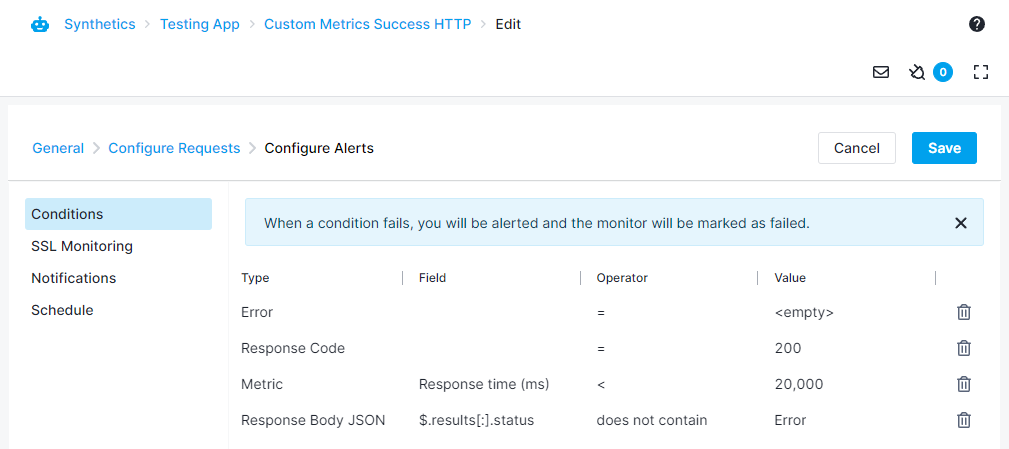 Synthetics > Testing App > Custom Metrics Success HTTP > Edit
0
General > Configure Requests > Configure Alerts Cancel Save
Conditions
SSL Monitoring
Notifications
Schedule
When a condition fails, you will be alerted and the monitor will be marked as failed.
Type Field Operator Value
Error = <empty>
Response Code = 200
Metric Response time (ms) < 20,000
Response Body JSON $.results[:].status does not contain Error